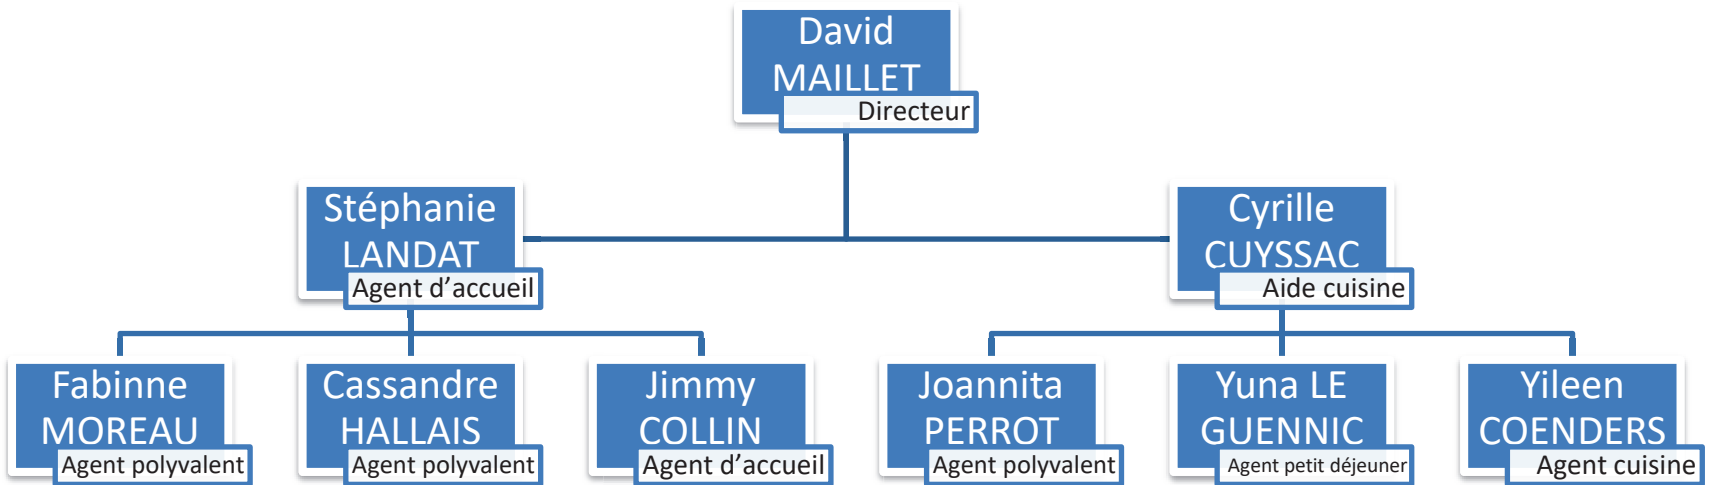 David
MAILLET
Directeur
Stéphanie
LANDAT
Agent d’accueil
Cyrille
CUYSSAC
Aide cuisine
Fabinne
MOREAU
Agent polyvalent
Cassandre
HALLAIS
Agent polyvalent
Jimmy
COLLIN
Agent d’accueil
Joannita
PERROT
Agent polyvalent
Yuna LE
GUENNIC
Agent petit déjeuner
Yileen
COENDERS
Agent cuisine